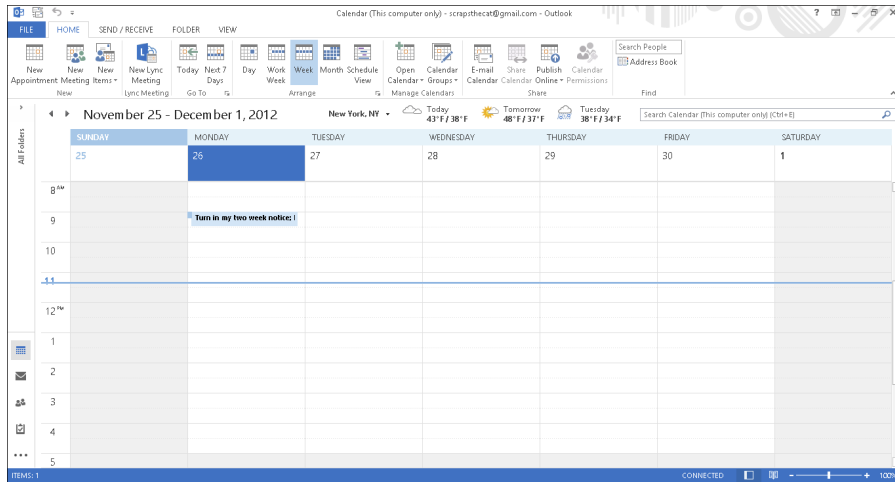 Calendar (This computer only) - scrapsthecat@gmail.com - Outlook
FILE HOME SEND / RECEIVE FOLDER VIEW
New Appointment
New Meeting
New Items
New Lync Meeting
Today
Next 7 Days
Day
Work Week
Week
Month
Schedule View
Open Calendar
Calendar Groups
E-mail Calendar
Share Calendar
Publish Online
Calendar Permissions
Search People
Address Book
New Lync Meeting Go To Arrange Manage Calendars Share Find
All Folders
November 25 - December 1, 2012
New York, NY
Today 43°F/38°F
Tomorrow 48°F/37°F
Tuesday 38°F/34°F
Search Calendar (This computer only) (Ctrl+E)
SUNDAY MONDAY TUESDAY WEDNESDAY THURSDAY FRIDAY SATURDAY
25 26 27 28 29 30 1
8 AM
Turn in my two week notice; 
9
10
11
12 PM
1
2
3
4
5
ITEMS: 1 CONNECTED 100%